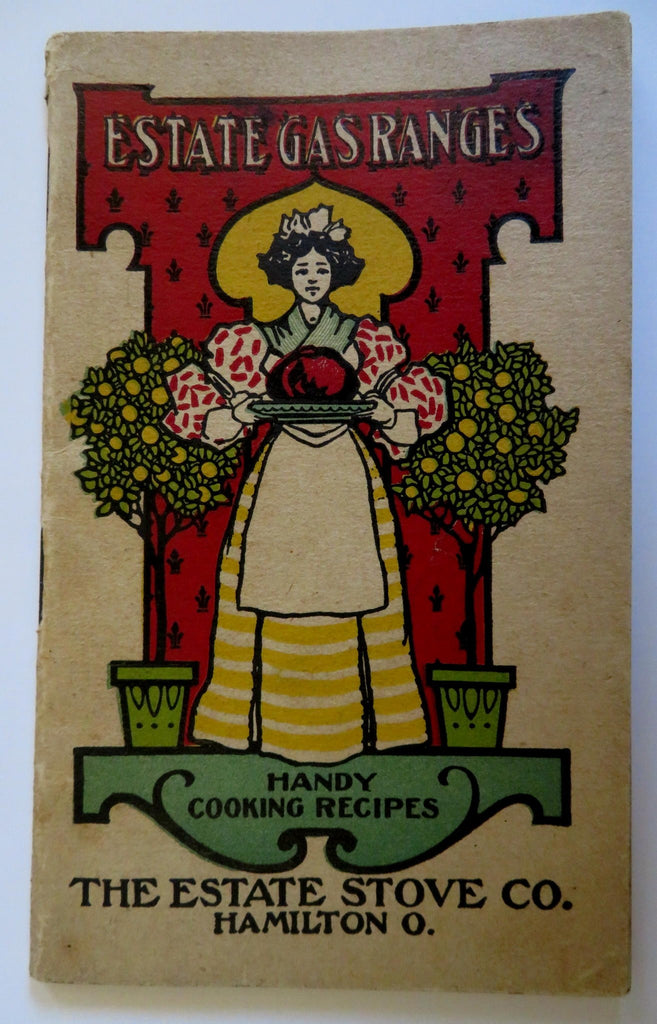 ESTATE GAS RANGES
HANDY
COOKING RECIPES
THE ESTATE STOVE CO.
HAMILTON O.